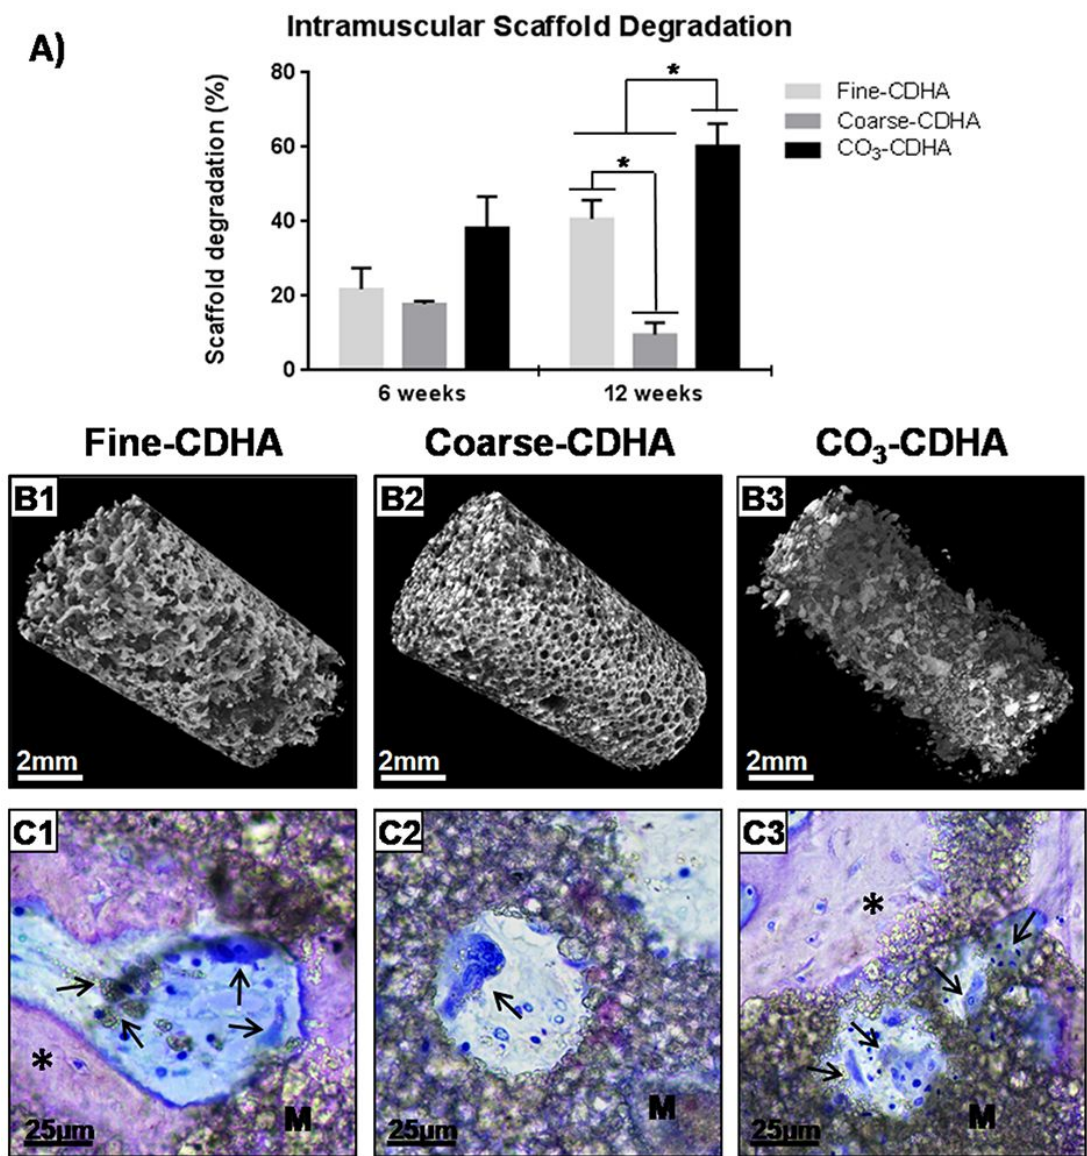 A)
Intramuscular Scaffold Degradation
Scaffold degradation (%)
80
60
40
20
0
*
*
6 weeks
12 weeks
Fine-CDHA
Coarse-CDHA
CO₃-CDHA
Fine-CDHA
Coarse-CDHA
CO₃-CDHA
B1
2mm
B2
2mm
B3
2mm
C1
*
M
25µm
C2
M
25µm
C3
*
M
25µm